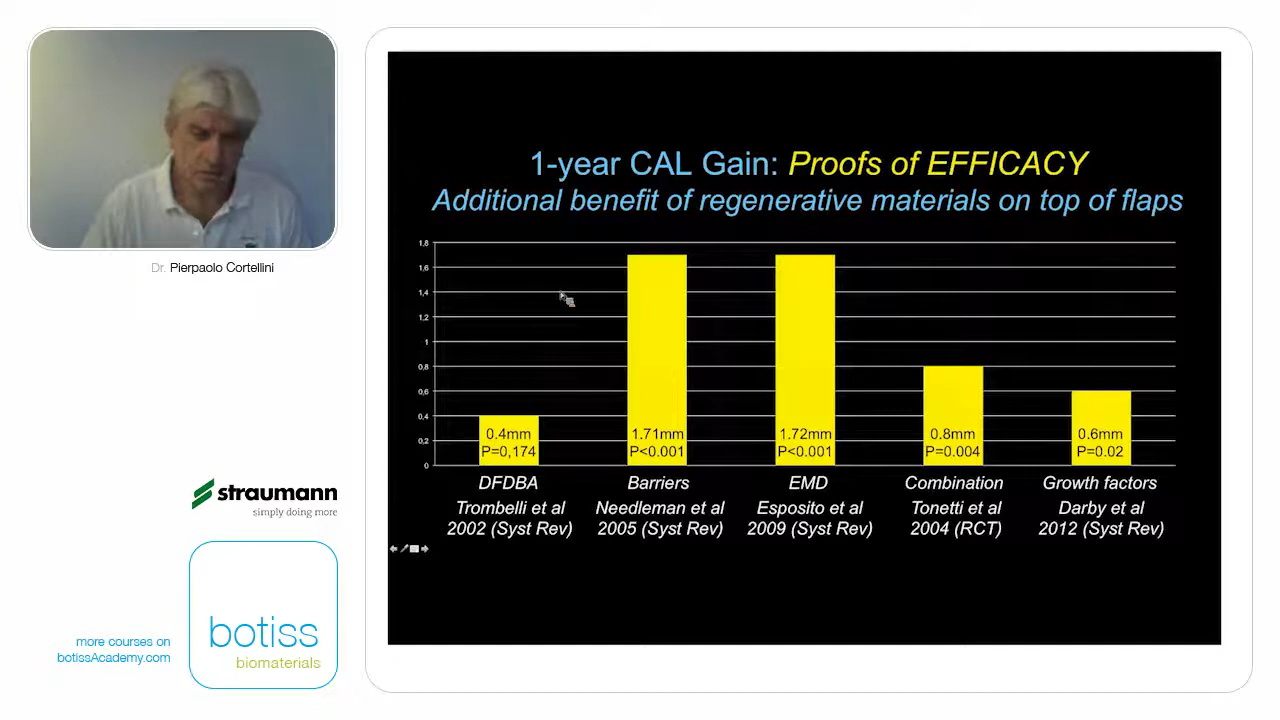 Dr. Pierpaolo Cortellini
straumann
simply doing more
more courses on
botissAcademy.com
botiss
biomaterials
1-year CAL Gain: Proofs of EFFICACY
Additional benefit of regenerative materials on top of flaps
1,8
1,6
1,4
1,2
1
0,8
0,6
0,4
0,2
0
0.4mm
P=0,174
1.71mm
P<0.001
1.72mm
P<0.001
0.8mm
P=0.004
0.6mm
P=0.02
DFDBA
Trombelli et al
2002 (Syst Rev)
Barriers
Needleman et al
2005 (Syst Rev)
EMD
Esposito et al
2009 (Syst Rev)
Combination
Tonetti et al
2004 (RCT)
Growth factors
Darby et al
2012 (Syst Rev)